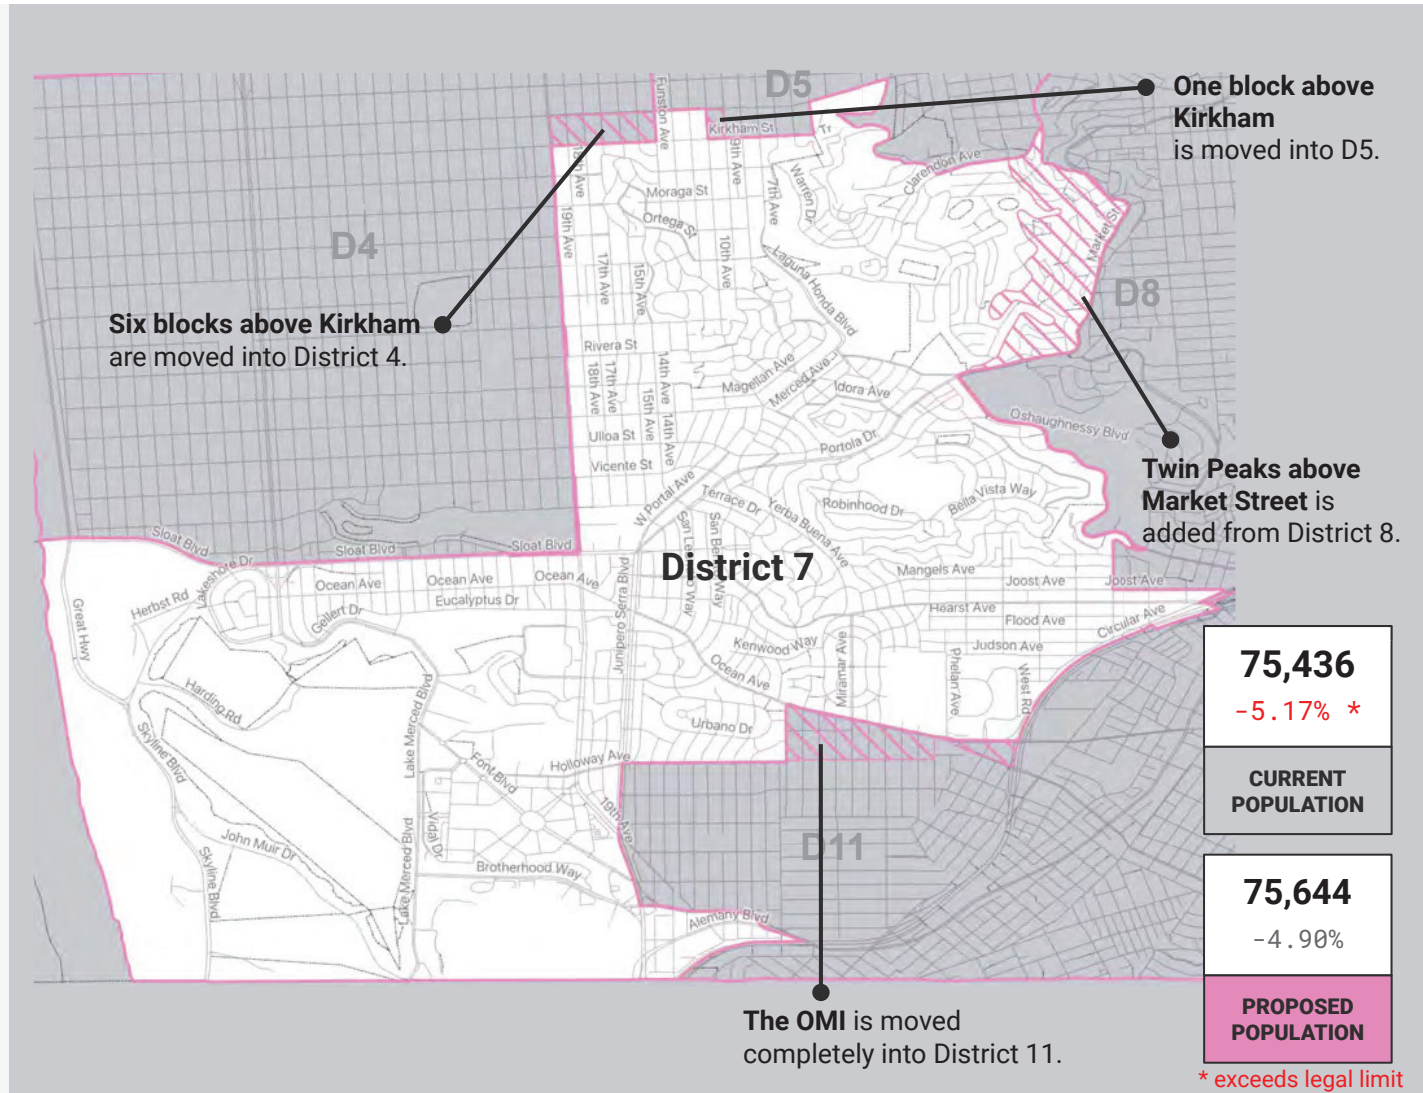 D5
One block above
Kirkham
is moved into D5.
Funston Ave
Kirkham St
Tr
Clarendon Ave
19th Ave
9th Ave
7th Ave
Warren Dr
Moraga St
Ortega St
10th Ave
Market St
D4
17th Ave
15th Ave
Laguna Honda Blvd
D8
Six blocks above Kirkham
are moved into District 4.
Rivera St
18th Ave
17th Ave
14th Ave
15th Ave
14th Ave
Magellan Ave
Merced Ave
Idora Ave
Oshaughnessy Blvd
Ulloa St
Portola Dr
Vicente St
Twin Peaks above
Market Street is
added from District 8.
W Portal Ave
Terrace Dr
Yerba Buena Ave
Robinhood Dr
Bella Vista Way
Sloat Blvd
Sloat Blvd
Sloat Blvd
District 7
Lakeshore Dr
Ocean Ave
Ocean Ave
Ocean Ave
Mangels Ave
Joost Ave
Joost Ave
Great Hwy
Herbst Rd
Gellert Dr
Eucalyptus Dr
Junipero Serra Blvd
Hearst Ave
Flood Ave
Circular Ave
Kenwood Way
Judson Ave
Ocean Ave
Miramar Ave
Phelan Ave
West Rd
75,436
-5.17% *
CURRENT
POPULATION
Harding Rd
Lake Merced Blvd
Urbano Dr
Skyline Blvd
Font Blvd
Holloway Ave
19th Ave
John Muir Dr
Vidal Dr
D11
Skyline Blvd
Lake Merced Blvd
Brotherhood Way
Alemany Blvd
75,644
-4.90%
PROPOSED
POPULATION
The OMI is moved
completely into District 11.
* exceeds legal limit